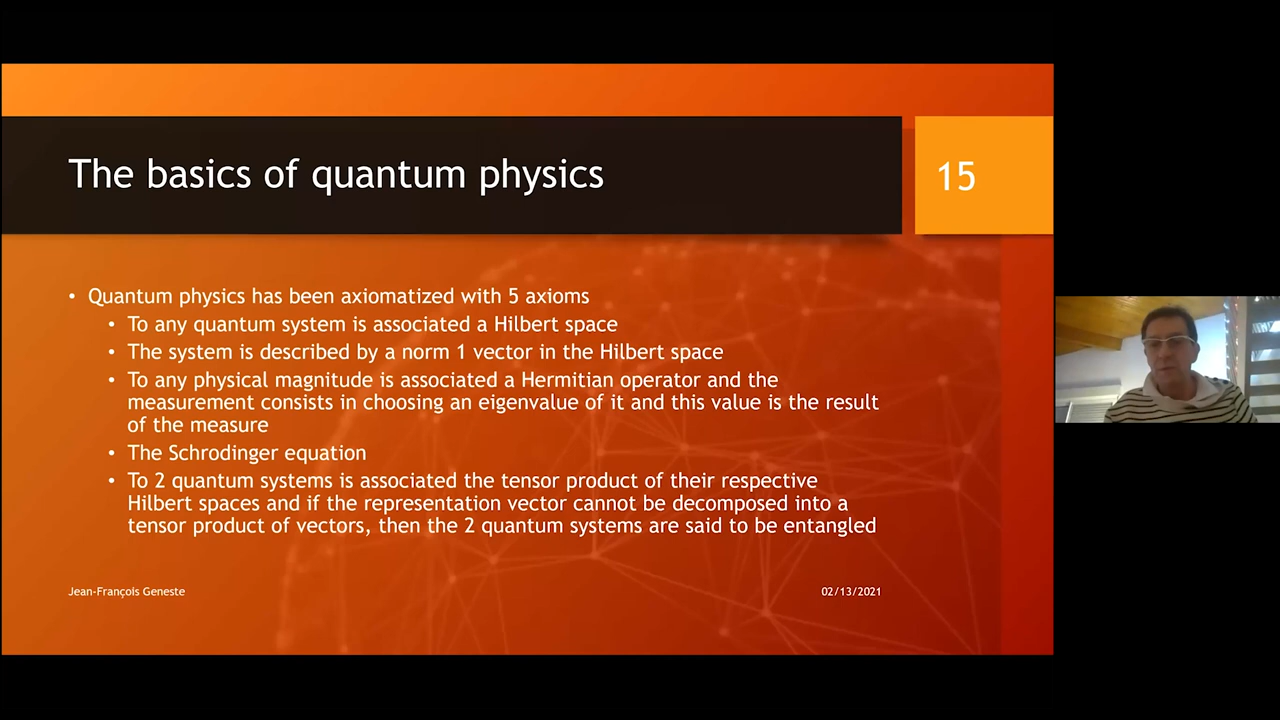 The basics of quantum physics
15
• Quantum physics has been axiomatized with 5 axioms
• To any quantum system is associated a Hilbert space
• The system is described by a norm 1 vector in the Hilbert space
• To any physical magnitude is associated a Hermitian operator and the
measurement consists in choosing an eigenvalue of it and this value is the result
of the measure
• The Schrodinger equation
• To 2 quantum systems is associated the tensor product of their respective
Hilbert spaces and if the representation vector cannot be decomposed into a
tensor product of vectors, then the 2 quantum systems are said to be entangled
Jean-François Geneste
02/13/2021